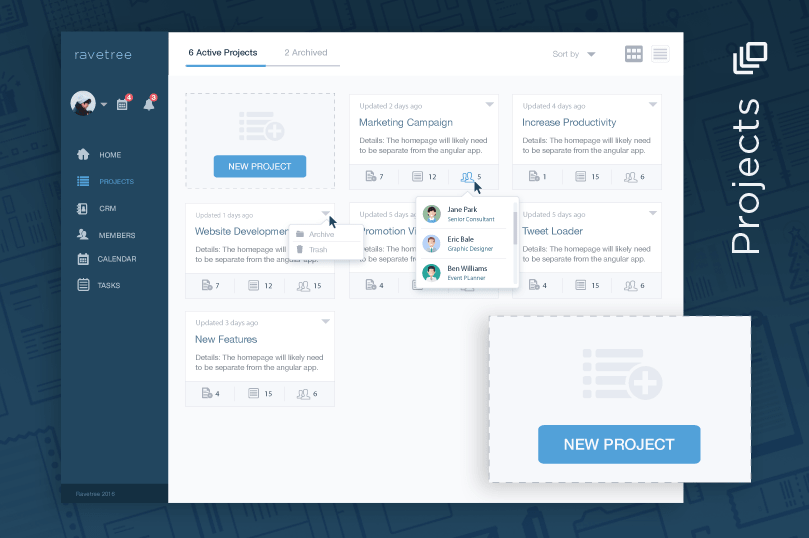 ravetree
6 Active Projects
2 Archived
Sort by
4
3
HOME
PROJECTS
CRM
MEMBERS
CALENDAR
TASKS
Ravetree 2016
NEW PROJECT
Updated 2 days ago
Marketing Campaign
Details: The homepage will likely need
to be separate from the angular app.
7
12
5
Updated 4 days ago
Increase Productivity
Details: The homepage will likely need
to be separate from the angular app.
1
15
6
Updated 1 days ago
Website Developmen
Details: Th
to be separate from the angular app.
7
12
15
Archive
Trash
Updated 5 days ago
Promotion Vi
Details: The
to be separa
4
Jane Park
Senior Consultant
Eric Bale
Graphic Designer
Ben Williams
Event PLanner
Updated 5 days ago
Tweet Loader
Details: The homepage will likely need
to be separate from the angular app.
4
15
6
Updated 3 days ago
New Features
Details: The homepage will likely need
to be separate from the angular app.
4
15
6
NEW PROJECT
Projects